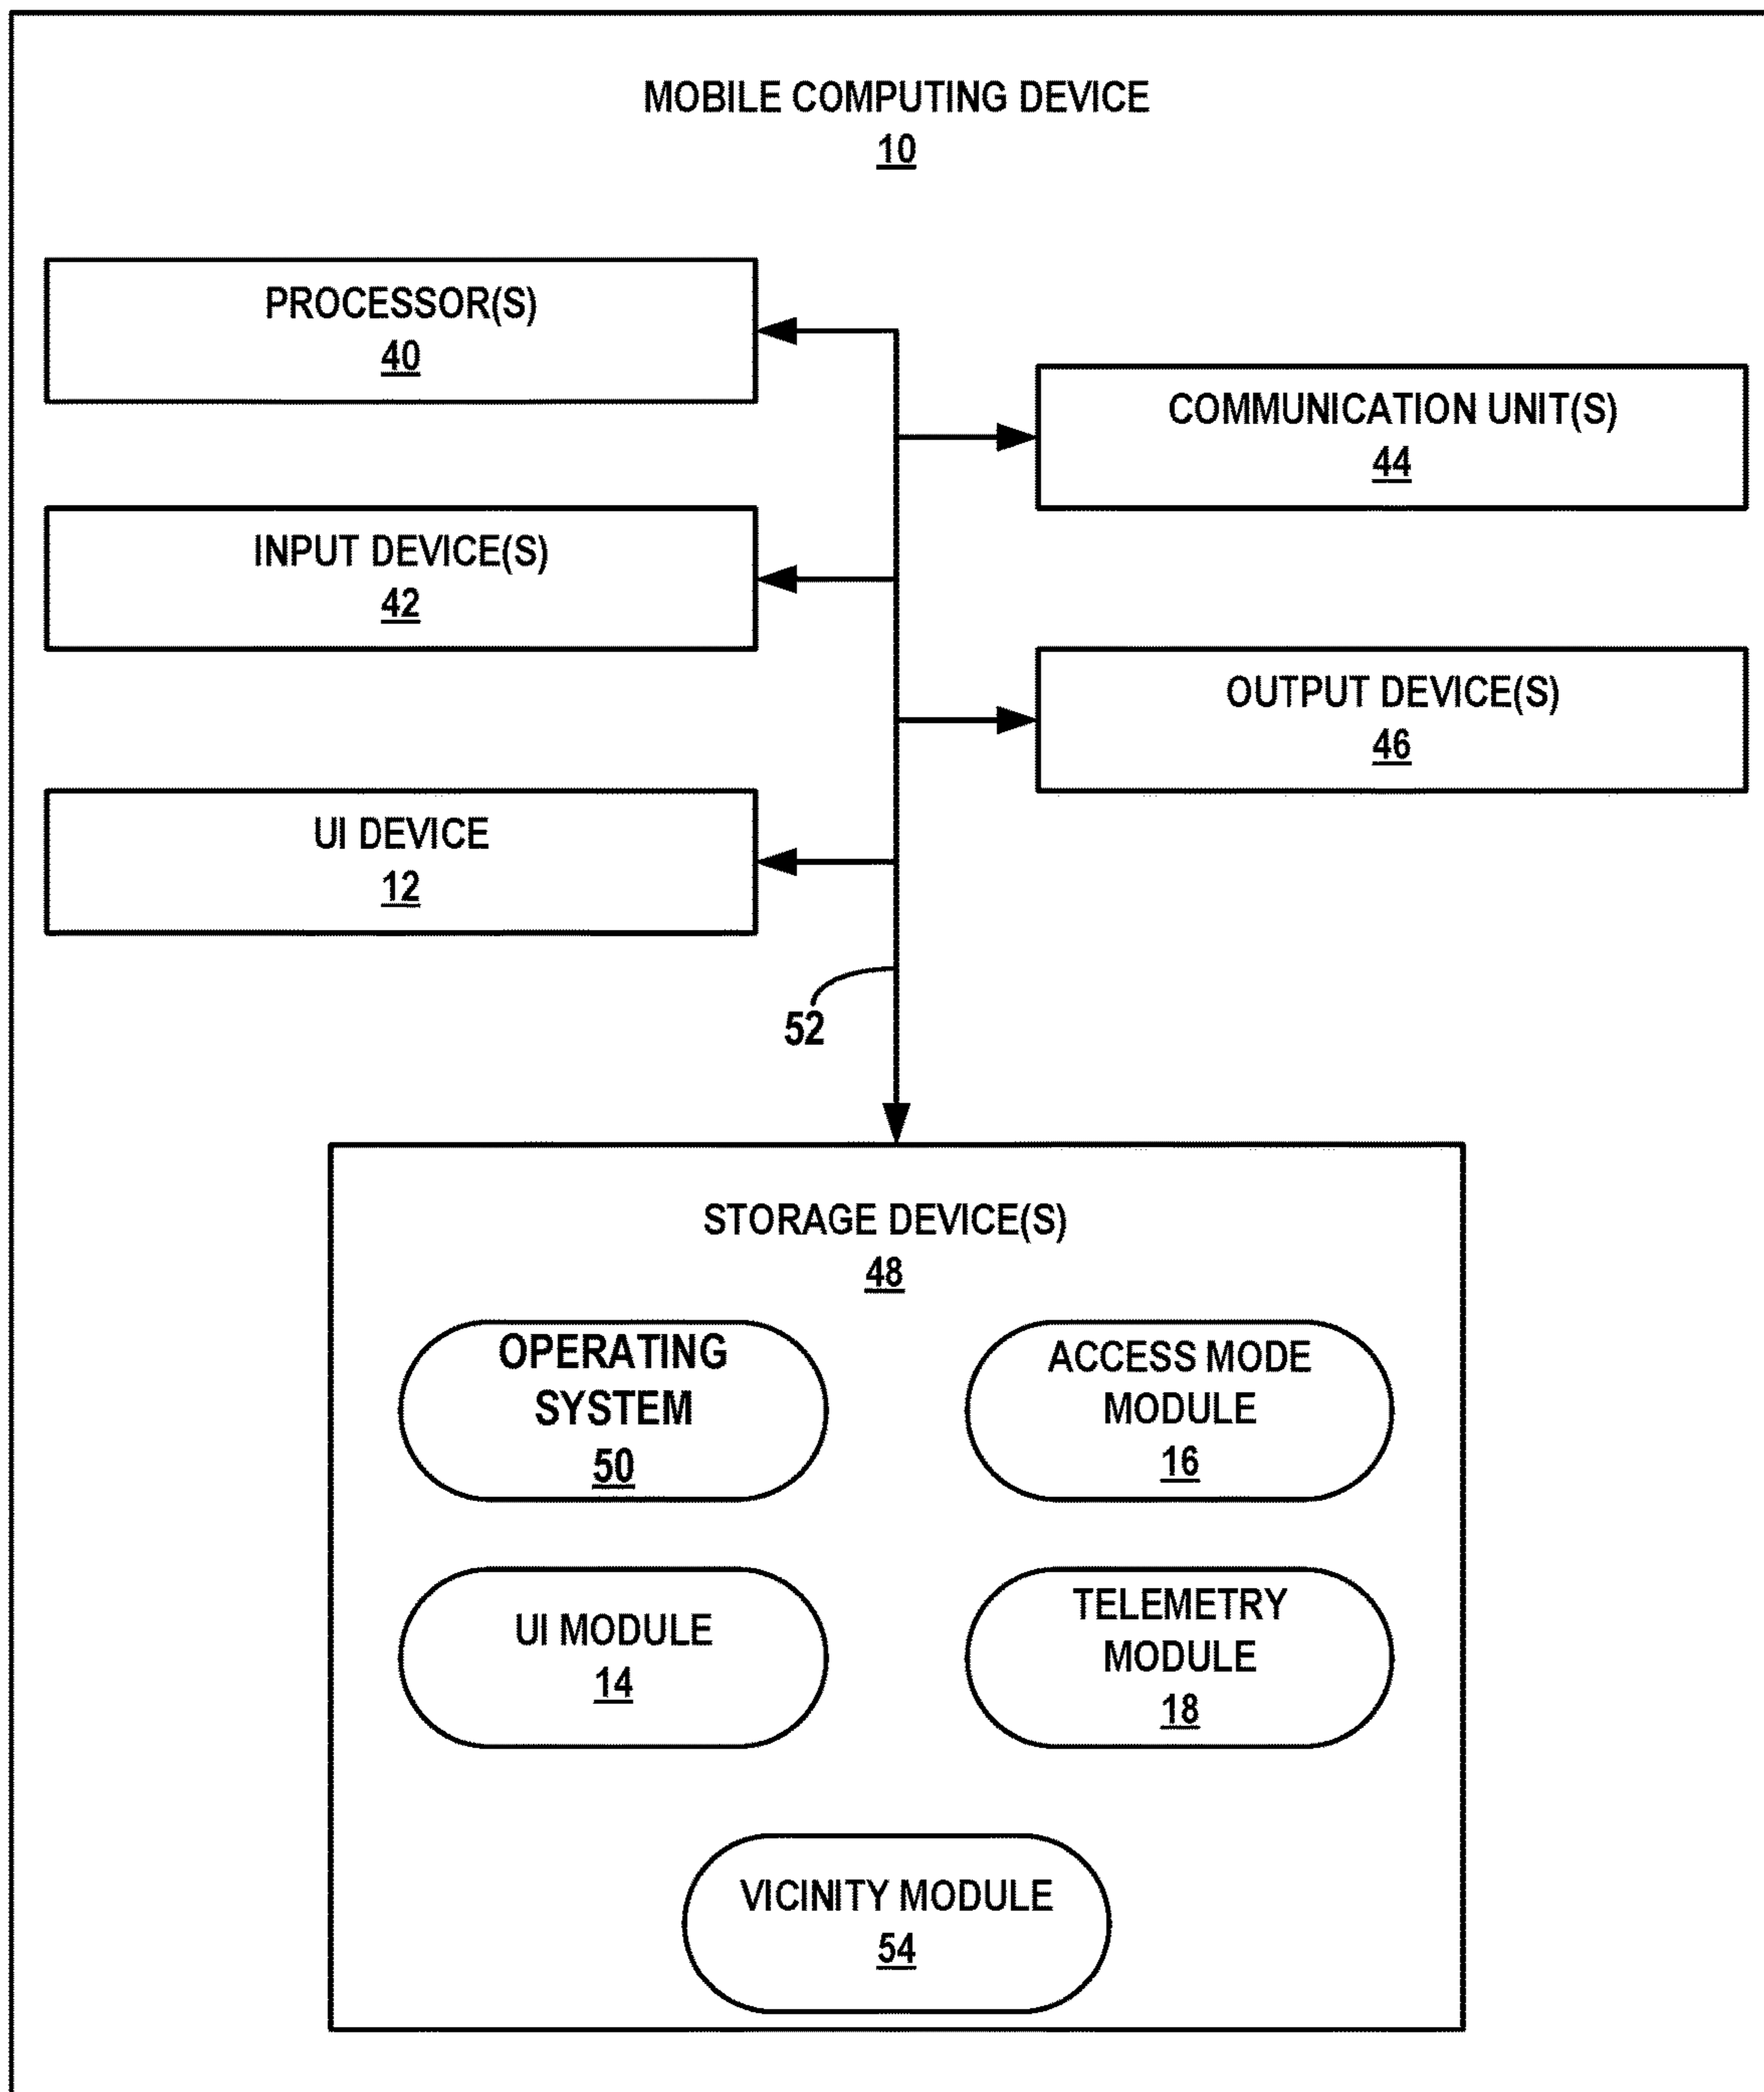 MOBILE COMPUTING DEVICE
10
PROCESSOR(S)
40
COMMUNICATION UNIT(S)
44
INPUT DEVICE(S)
42
OUTPUT DEVICE(S)
46
UI DEVICE
12
52
STORAGE DEVICE(S)
48
OPERATING
SYSTEM
50
ACCESS MODE
MODULE
16
UI MODULE
14
TELEMETRY
MODULE
18
VICINITY MODULE
54